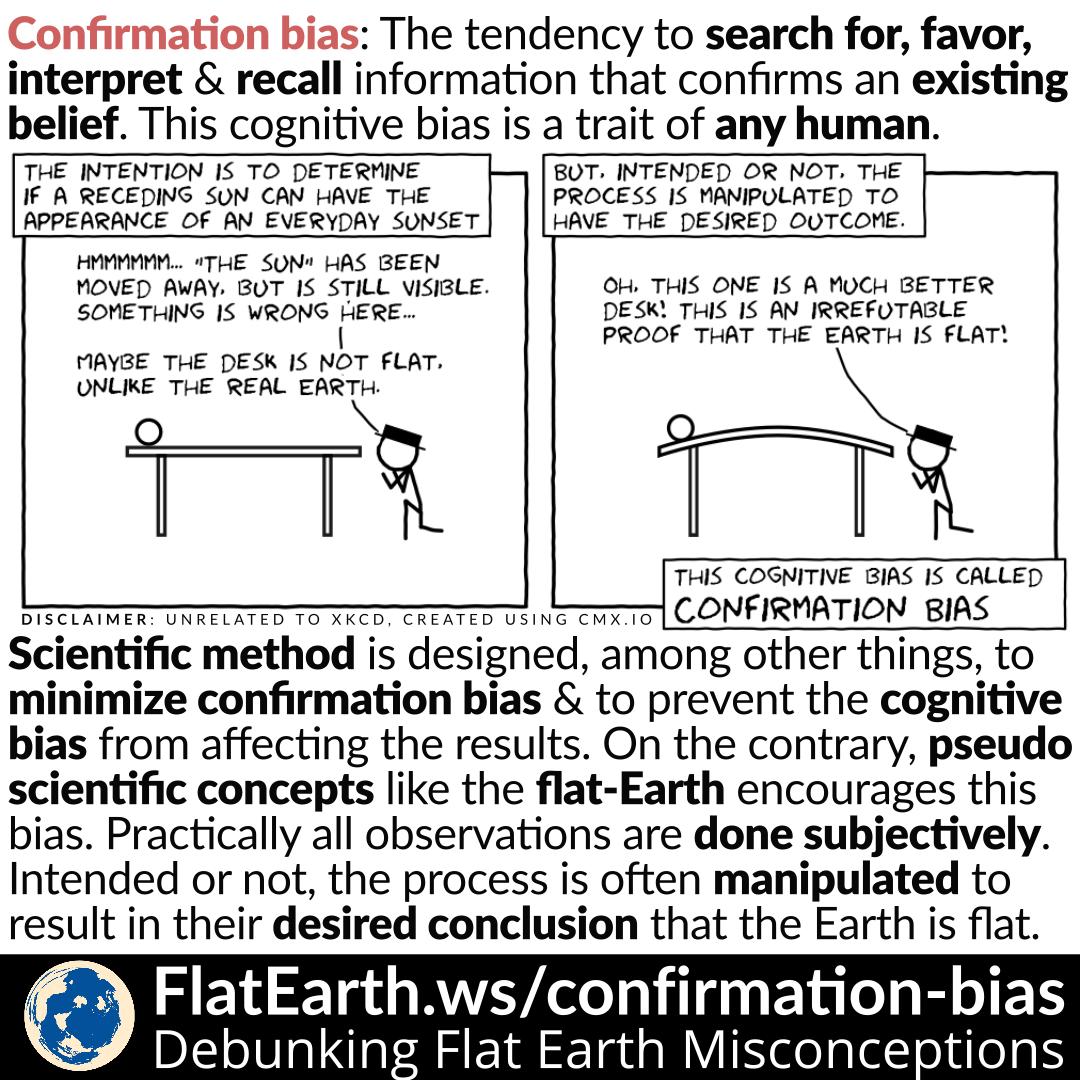 Confirmation bias: The tendency to search for, favor,
interpret & recall information that confirms an existing
belief. This cognitive bias is a trait of any human.
THE INTENTION IS TO DETERMINE
IF A RECEDING SUN CAN HAVE THE
APPEARANCE OF AN EVERYDAY SUNSET
HMMMMMM... "THE SUN" HAS BEEN
MOVED AWAY, BUT IS STILL VISIBLE.
SOMETHING IS WRONG HERE...
MAYBE THE DESK IS NOT FLAT,
UNLIKE THE REAL EARTH.
BUT, INTENDED OR NOT, THE
PROCESS IS MANIPULATED TO
HAVE THE DESIRED OUTCOME.
OH, THIS ONE IS A MUCH BETTER
DESK! THIS IS AN IRREFUTABLE
PROOF THAT THE EARTH IS FLAT!
THIS COGNITIVE BIAS IS CALLED
CONFIRMATION BIAS
DISCLAIMER: UNRELATED TO XKCD, CREATED USING CMX.IO
Scientific method is designed, among other things, to
minimize confirmation bias & to prevent the cognitive
bias from affecting the results. On the contrary, pseudo
scientific concepts like the flat-Earth encourages this
bias. Practically all observations are done subjectively.
Intended or not, the process is often manipulated to
result in their desired conclusion that the Earth is flat.
FlatEarth.ws/confirmation-bias
Debunking Flat Earth Misconceptions